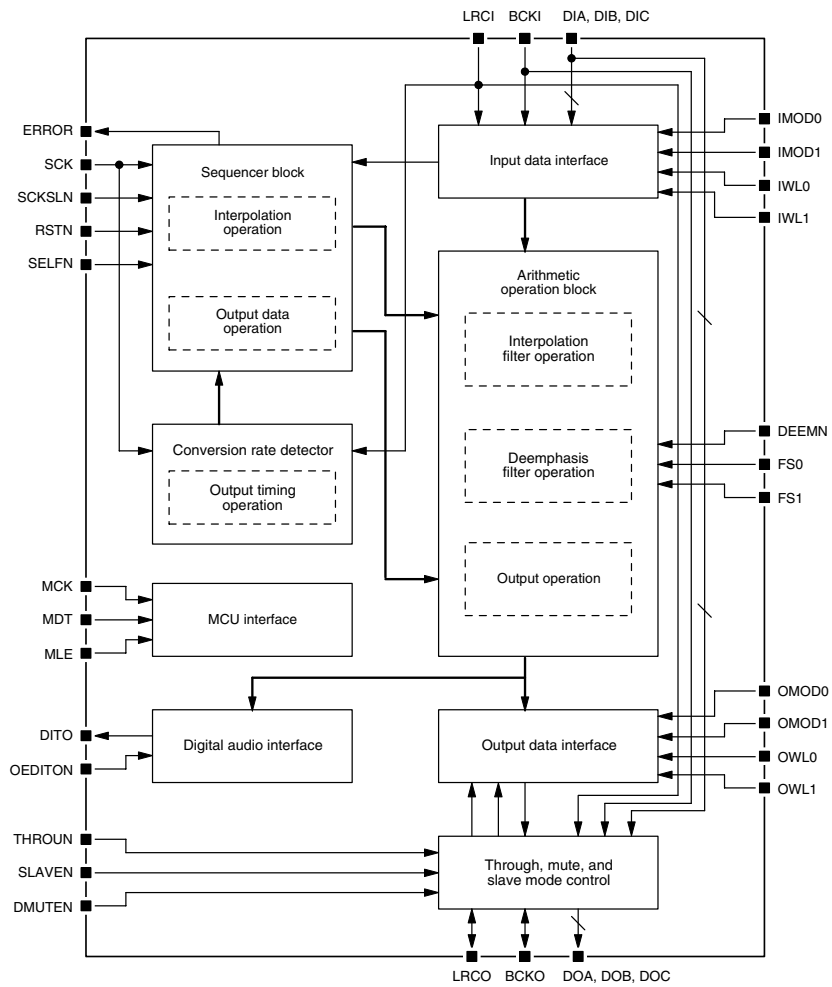 LRCI BCKI DIA, DIB, DIC
ERROR
SCK
SCKSLN
RSTN
SELFN
Sequencer block
Interpolation
operation
Output data
operation
Input data interface
IMOD0
IMOD1
IWL0
IWL1
Arithmetic
operation block
Interpolation
filter operation
Deemphasis
filter operation
Output operation
DEEMN
FS0
FS1
Conversion rate detector
Output timing
operation
MCK
MDT
MLE
MCU interface
DITO
OEDITON
Digital audio interface
Output data interface
OMOD0
OMOD1
OWL0
OWL1
THROUN
SLAVEN
DMUTEN
Through, mute, and
slave mode control
LRCO BCKO DOA, DOB, DOC